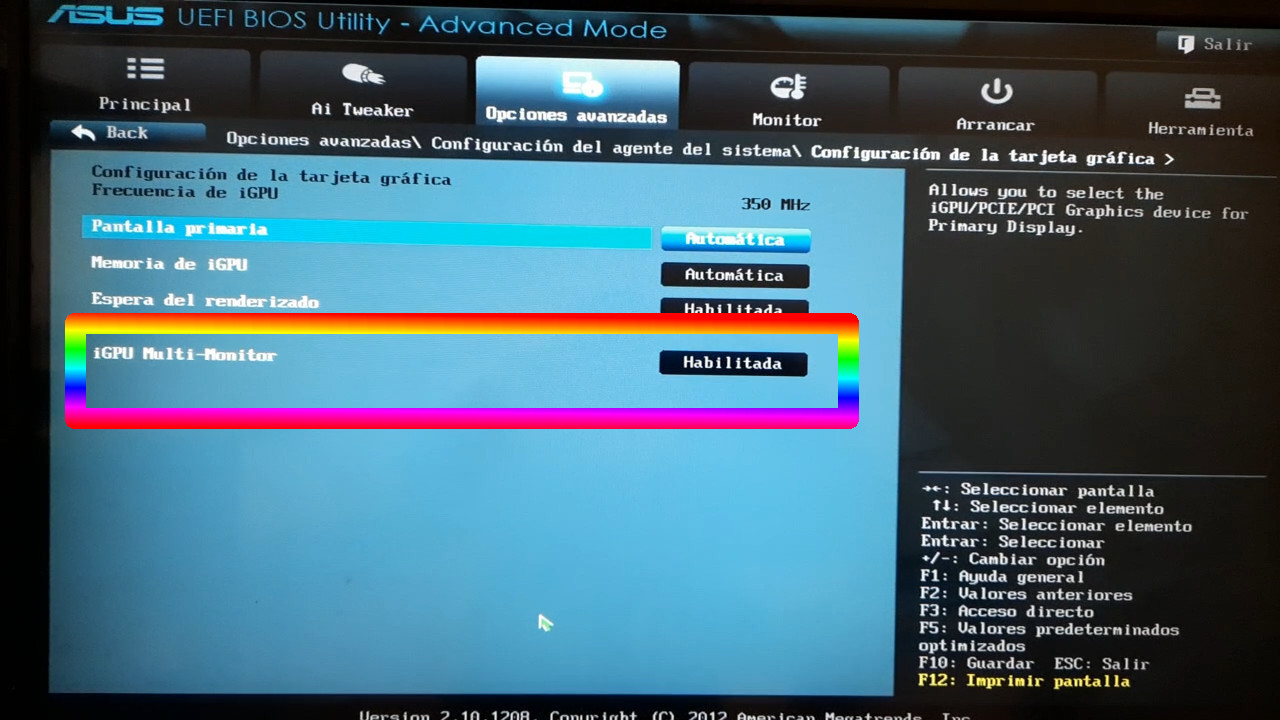 ASUS UEFI BIOS Utility - Advanced Mode
Salir
Principal
Ai Tweaker
Opciones avanzadas
Monitor
Arrancar
Herramienta
Back
Opciones avanzadas\ Configuración del agente del sistema\ Configuración de la tarjeta gráfica >
Configuración de la tarjeta gráfica
Frecuencia de iGPU 350 MHz
Pantalla primaria Automática
Memoria de iGPU Automática
Espera del renderizado Habilitada
iGPU Multi-Monitor Habilitada
Allows you to select the
iGPU/PCIE/PCI Graphics device for
Primary Display.
→←: Seleccionar pantalla
↑↓: Seleccionar elemento
Entrar: Seleccionar elemento
Entrar: Seleccionar
+/-: Cambiar opción
F1: Ayuda general
F2: Valores anteriores
F3: Acceso directo
F5: Valores predeterminados
optimizados
F10: Guardar ESC: Salir
F12: Imprimir pantalla
Version 2.10.1208. Copyright (C) 2012 American Megatrends, Inc.